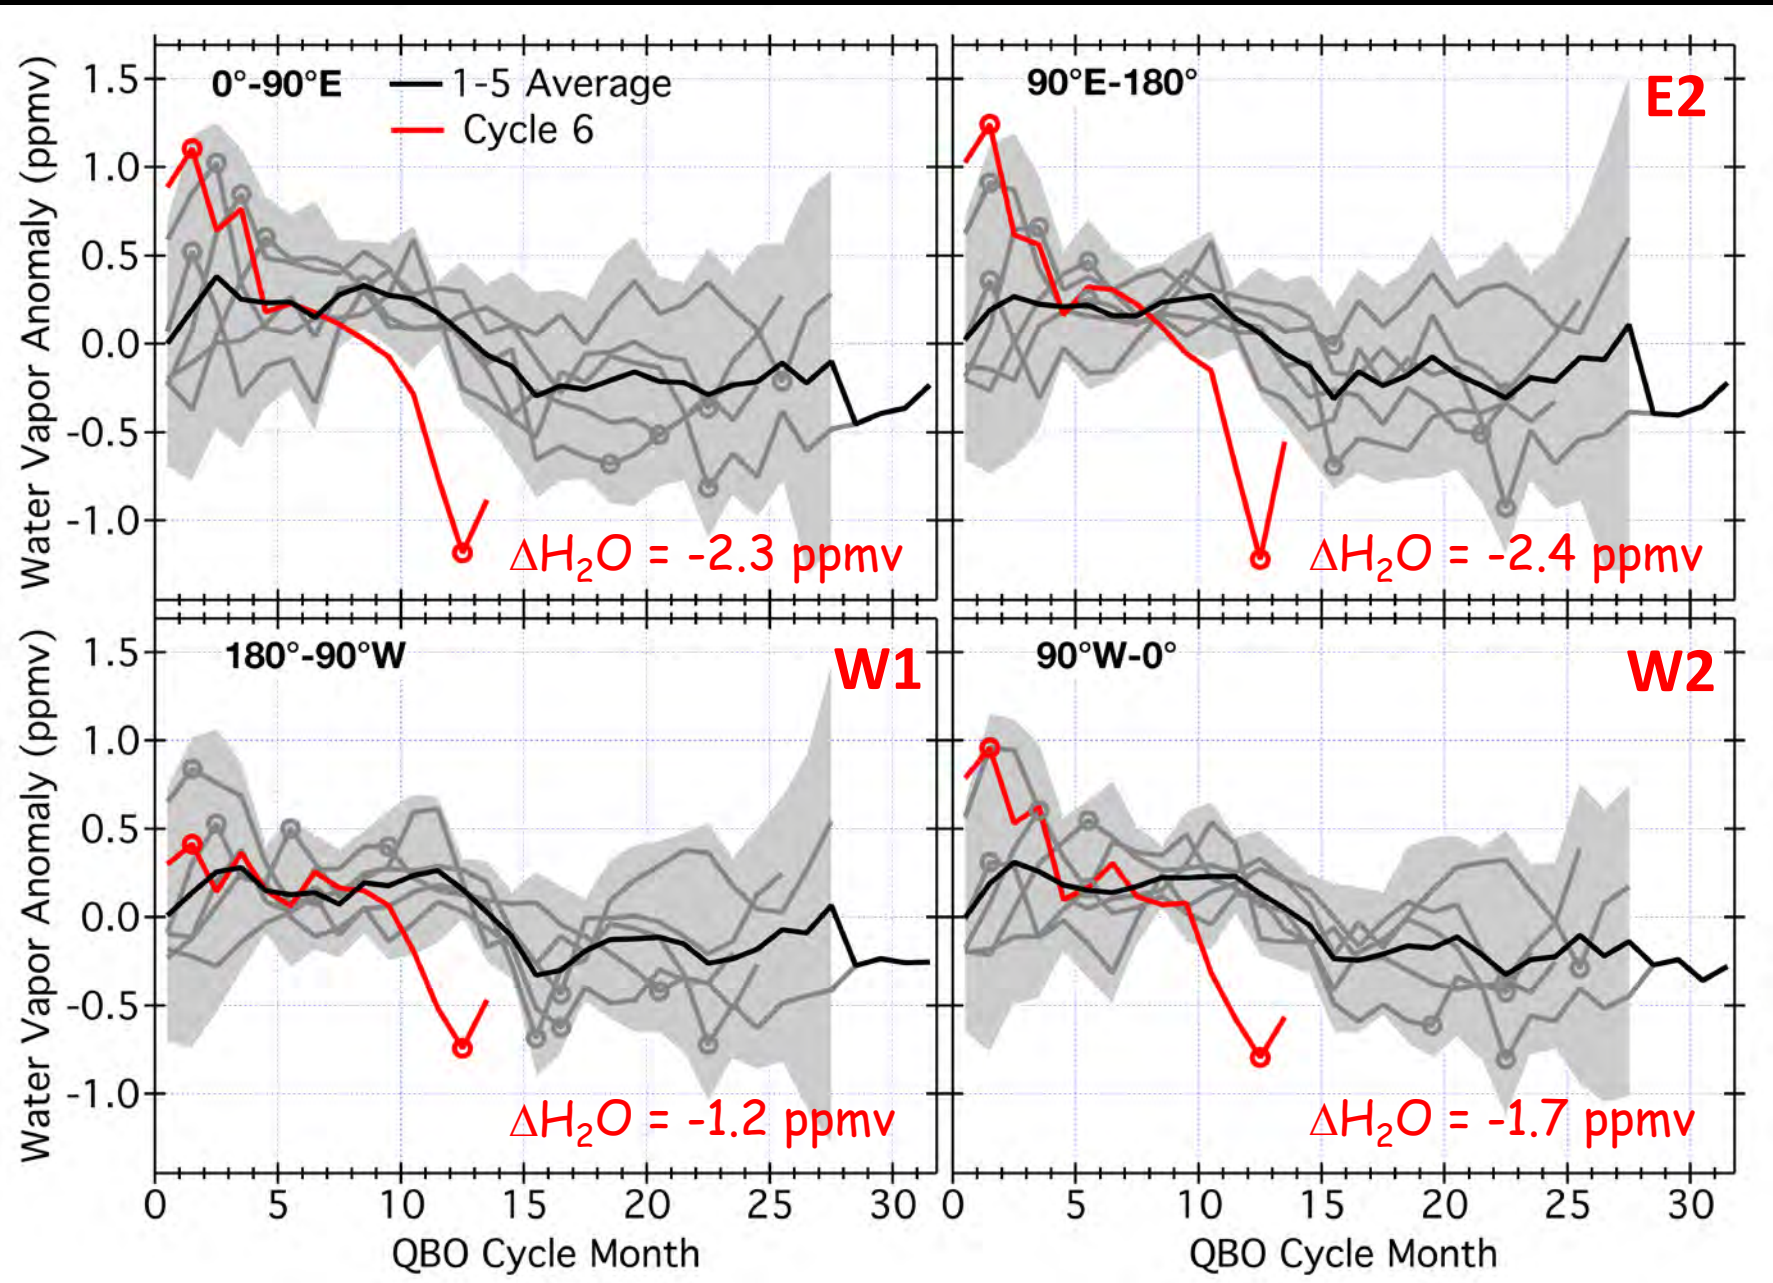 Water Vapor Anomaly (ppmv)
1.5
1.0
0.5
0.0
-0.5
-1.0
0°-90°E
1-5 Average
Cycle 6
ΔH₂O = -2.3 ppmv
90°E-180°
E2
ΔH₂O = -2.4 ppmv
Water Vapor Anomaly (ppmv)
1.5
1.0
0.5
0.0
-0.5
-1.0
180°-90°W
W1
ΔH₂O = -1.2 ppmv
90°W-0°
W2
ΔH₂O = -1.7 ppmv
0 5 10 15 20 25 30
0 5 10 15 20 25 30
QBO Cycle Month
QBO Cycle Month